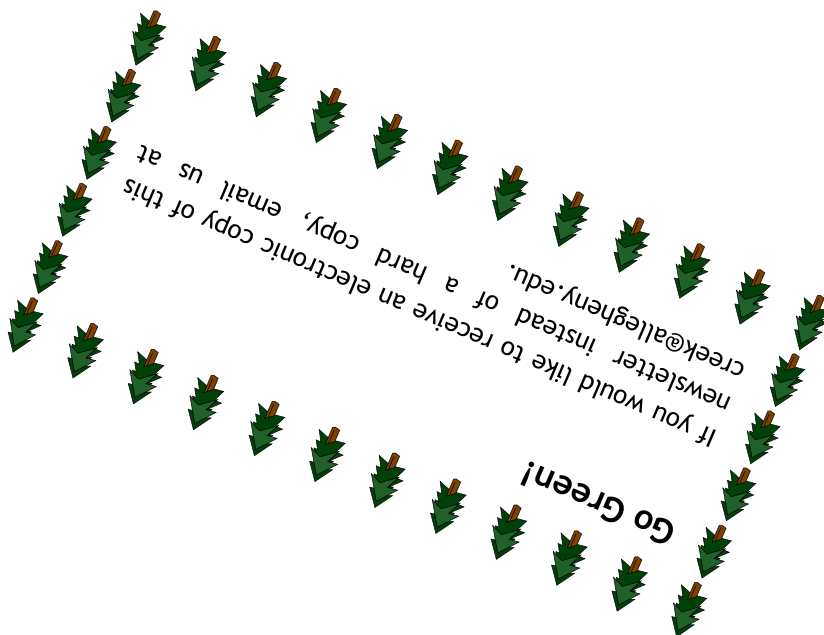 Go Green!
If you would like to receive an electronic copy of this
newsletter instead of a hard copy, email us at
creek@allegheny.edu.